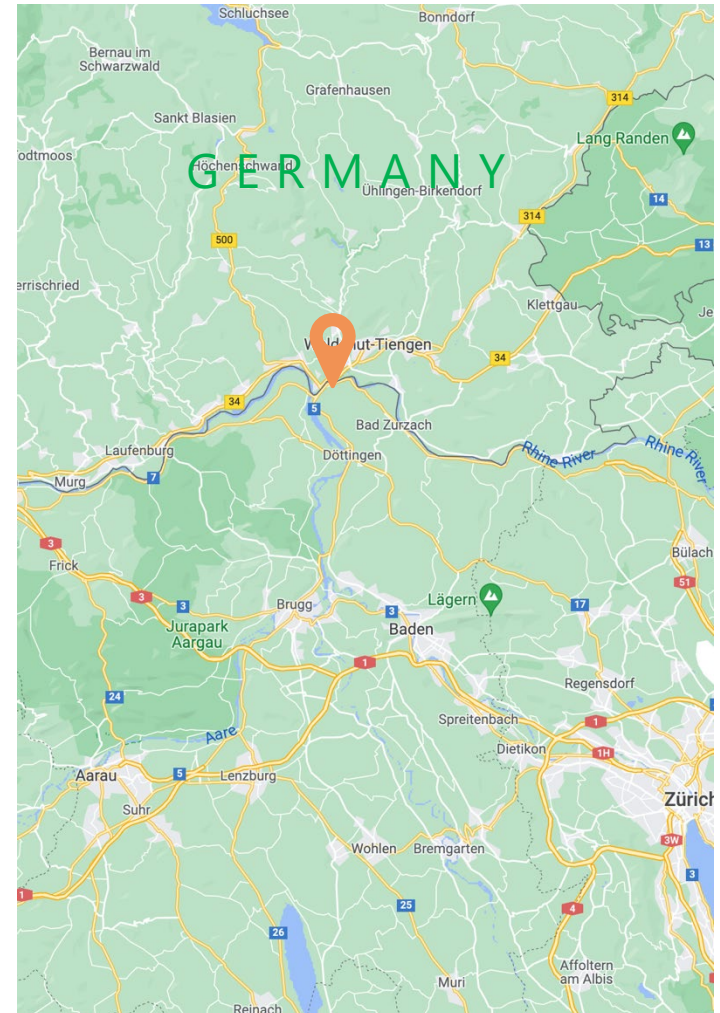 Schluchsee
Bonndorf
Bernau im
Schwarzwald
Grafenhausen
314
Sankt Blasien
Lang Randen
odtmoos
GERMANY
Höchenschwand
Ühlingen-Birkendorf
14
314
500
13
errischried
Klettgau
Je
Tiengen
34
34
5
Bad Zurzach
Laufenburg
Döttingen
Rhine River
Rhine River
7
Murg
3
Bülach
Frick
51
3
Lägern
3
Brugg
3
17
Jurapark
Aargau
Baden
1
Regensdorf
24
Spreitenbach
1
Aare
Dietikon
1H
Aarau
5
Lenzburg
Zürich
Suhr
3W
Wohlen
Bremgarten
3
1
25
4
26
Affoltern
am Albis
Muri
Reinach